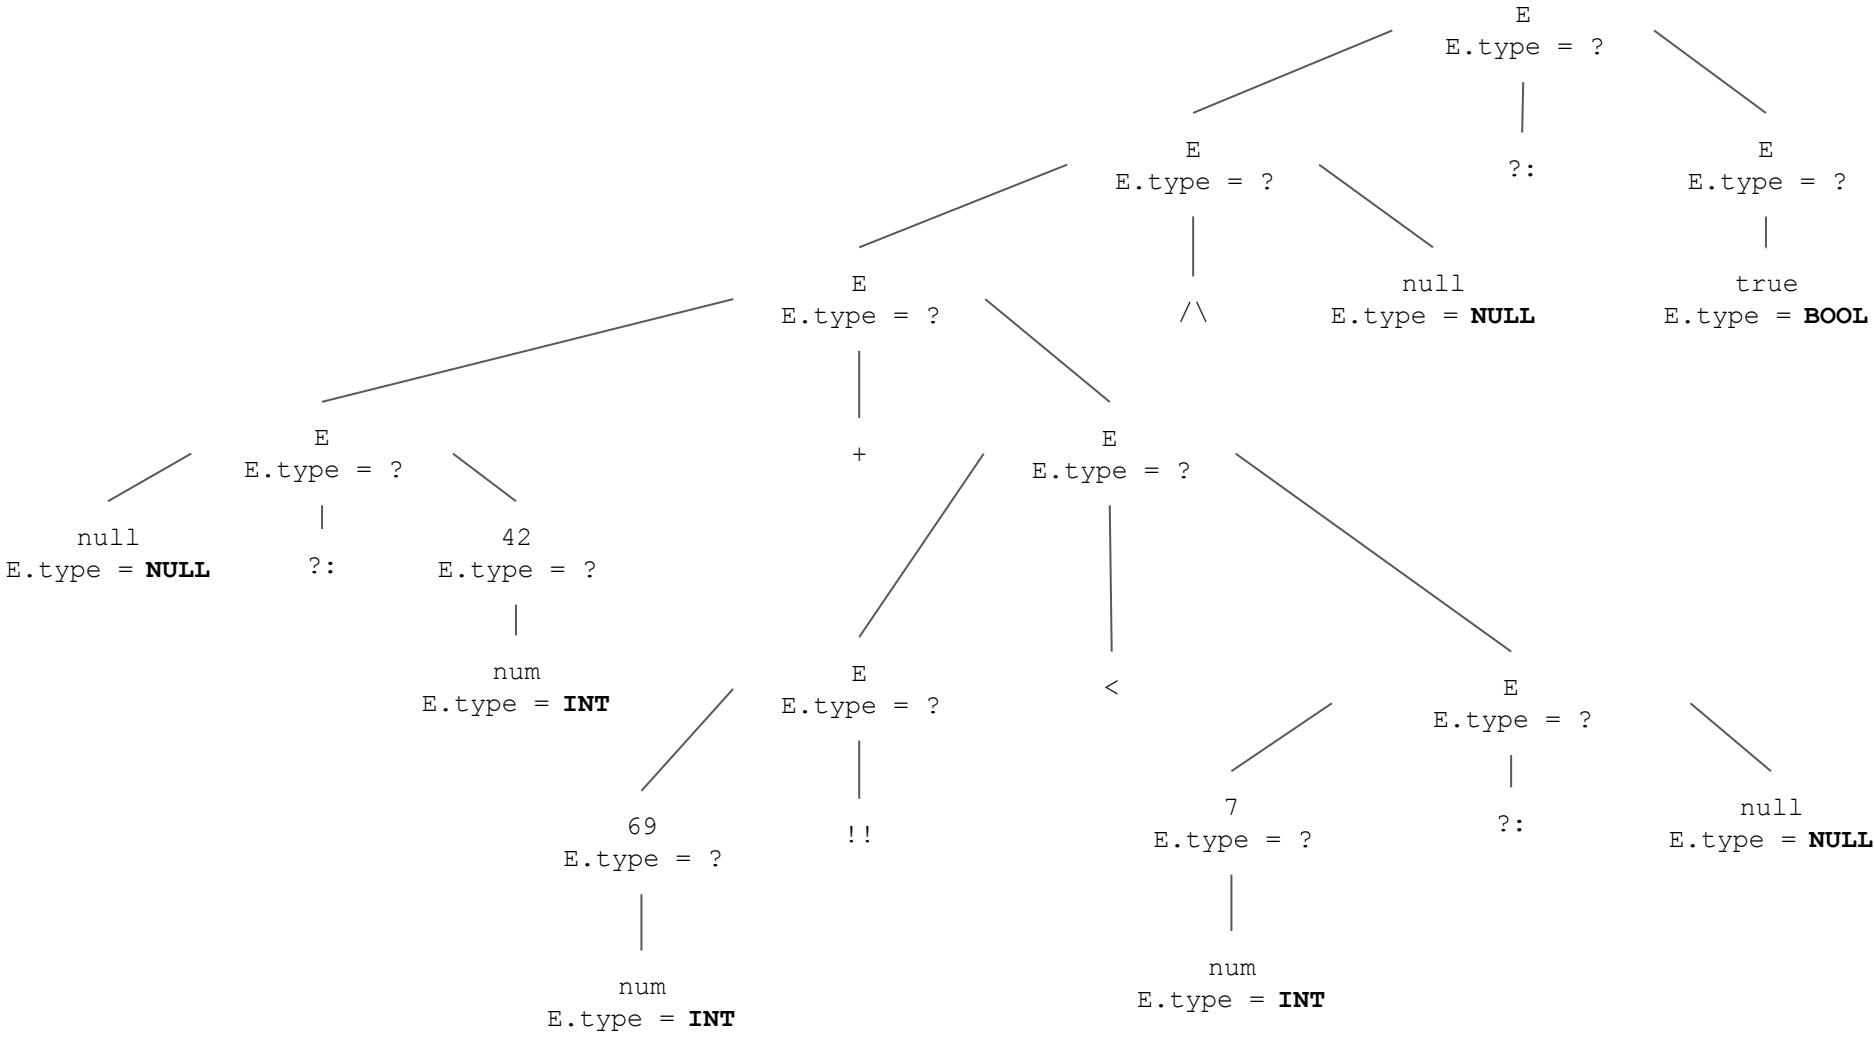 E
E.type = ?
E
E.type = ?
?:
E
E.type = ?
E
E.type = ?
/\
null
E.type = NULL
true
E.type = BOOL
E
E.type = ?
+
E
E.type = ?
null
E.type = NULL
?:
42
E.type = ?
num
E.type = INT
E
E.type = ?
<
E
E.type = ?
69
E.type = ?
!!
7
E.type = ?
?:
null
E.type = NULL
num
E.type = INT
num
E.type = INT